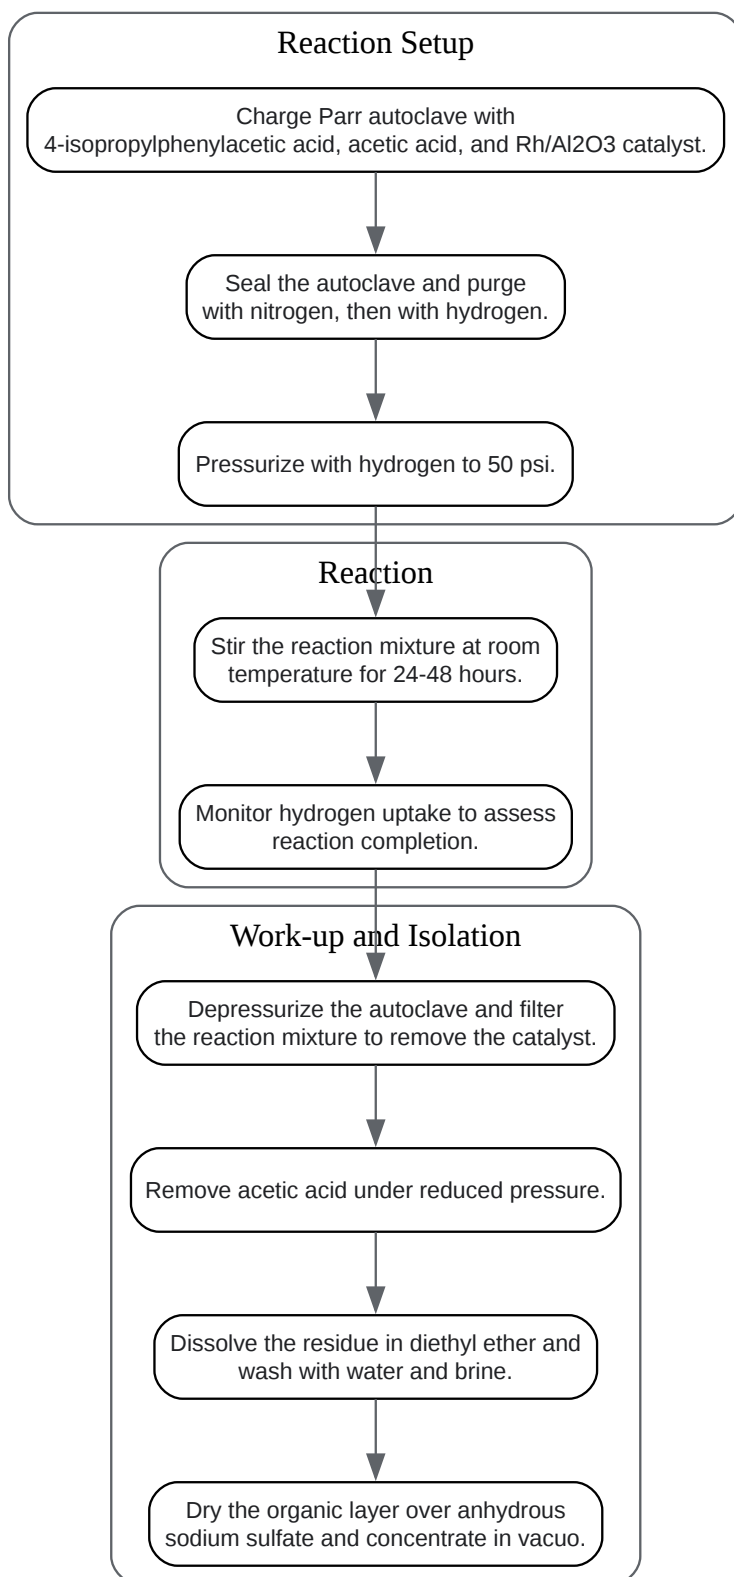 Reaction Setup
Charge Parr autoclave with
4-isopropylphenylacetic acid, acetic acid, and Rh/Al2O3 catalyst.
Seal the autoclave and purge
with nitrogen, then with hydrogen.
Pressurize with hydrogen to 50 psi.
Reaction
Stir the reaction mixture at room
temperature for 24-48 hours.
Monitor hydrogen uptake to assess
reaction completion.
Work-up and Isolation
Depressurize the autoclave and filter
the reaction mixture to remove the catalyst.
Remove acetic acid under reduced pressure.
Dissolve the residue in diethyl ether and
wash with water and brine.
Dry the organic layer over anhydrous
sodium sulfate and concentrate in vacuo.